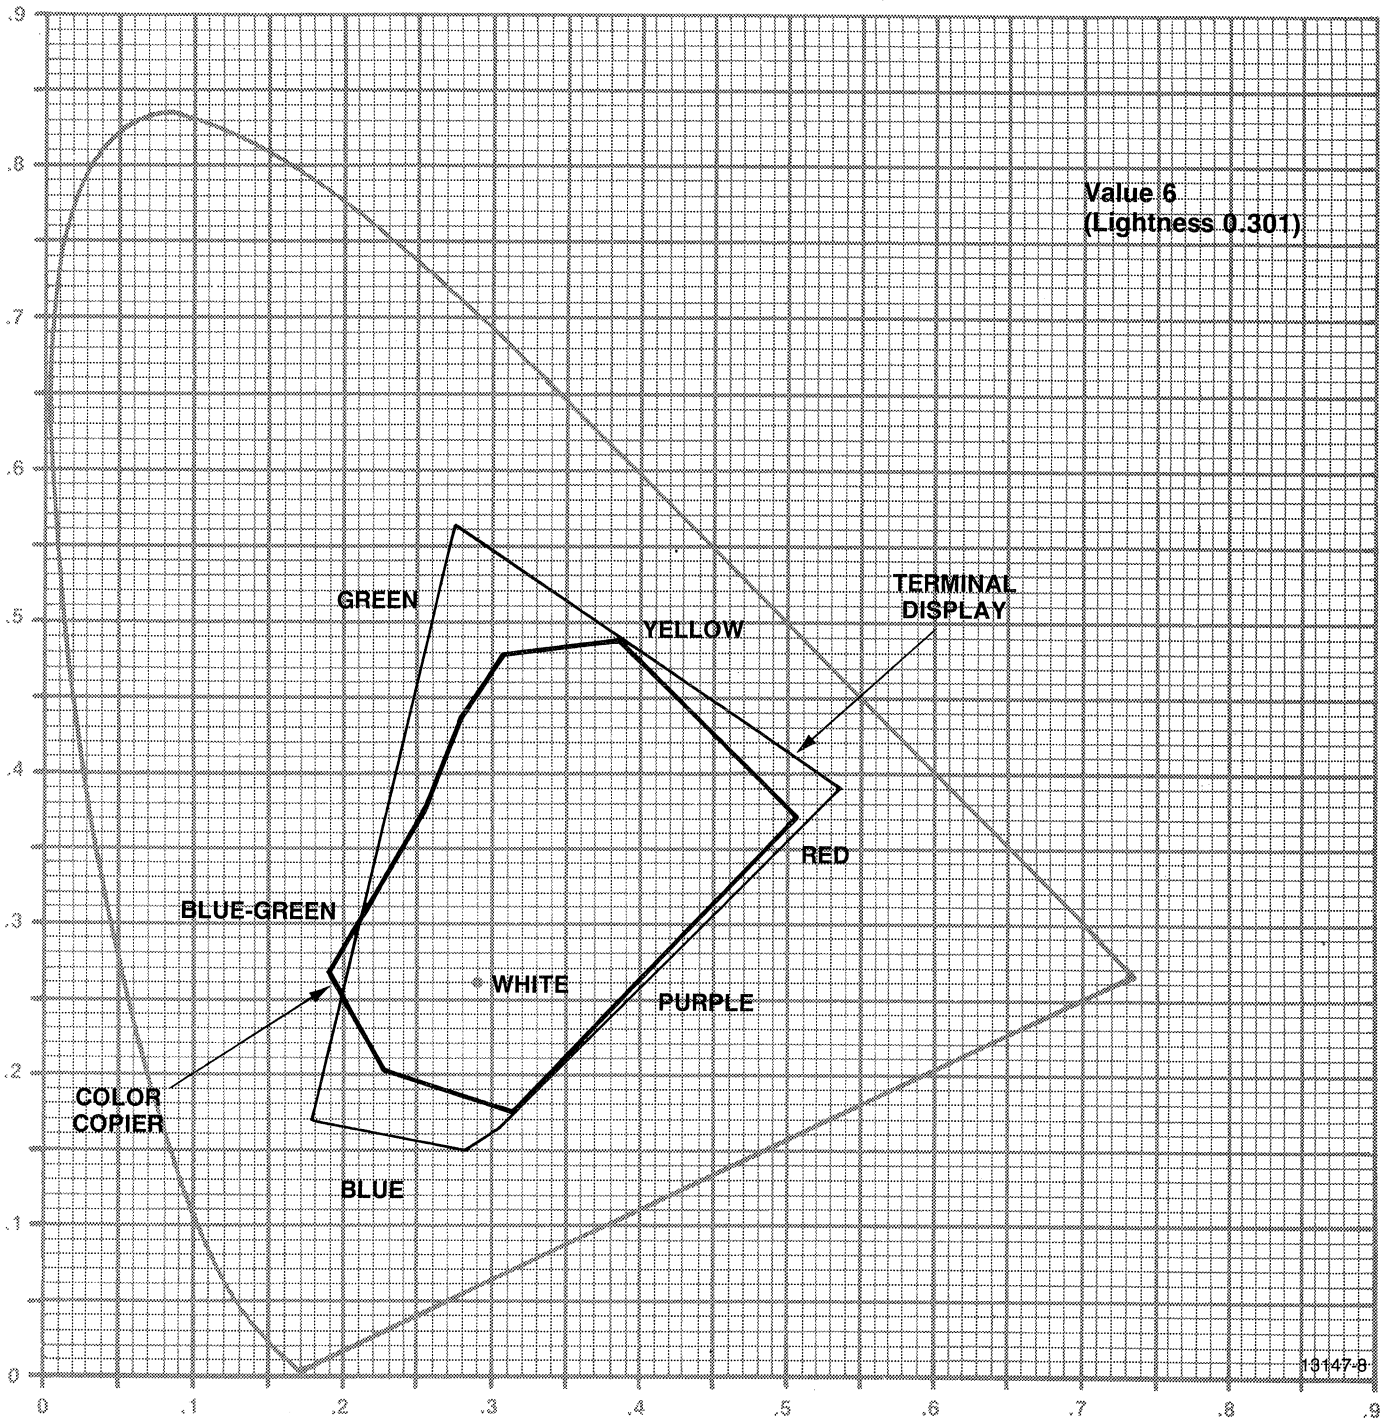 .9
.8
Value 6
(Lightness 0.301)
.7
.6
TERMINAL
DISPLAY
GREEN
.5
YELLOW
.4
RED
BLUE-GREEN
.3
WHITE
PURPLE
.2
COLOR
COPIER
BLUE
.1
13147-8
0
0 .1 .2 .3 .4 .5 .6 .7 .8 .9